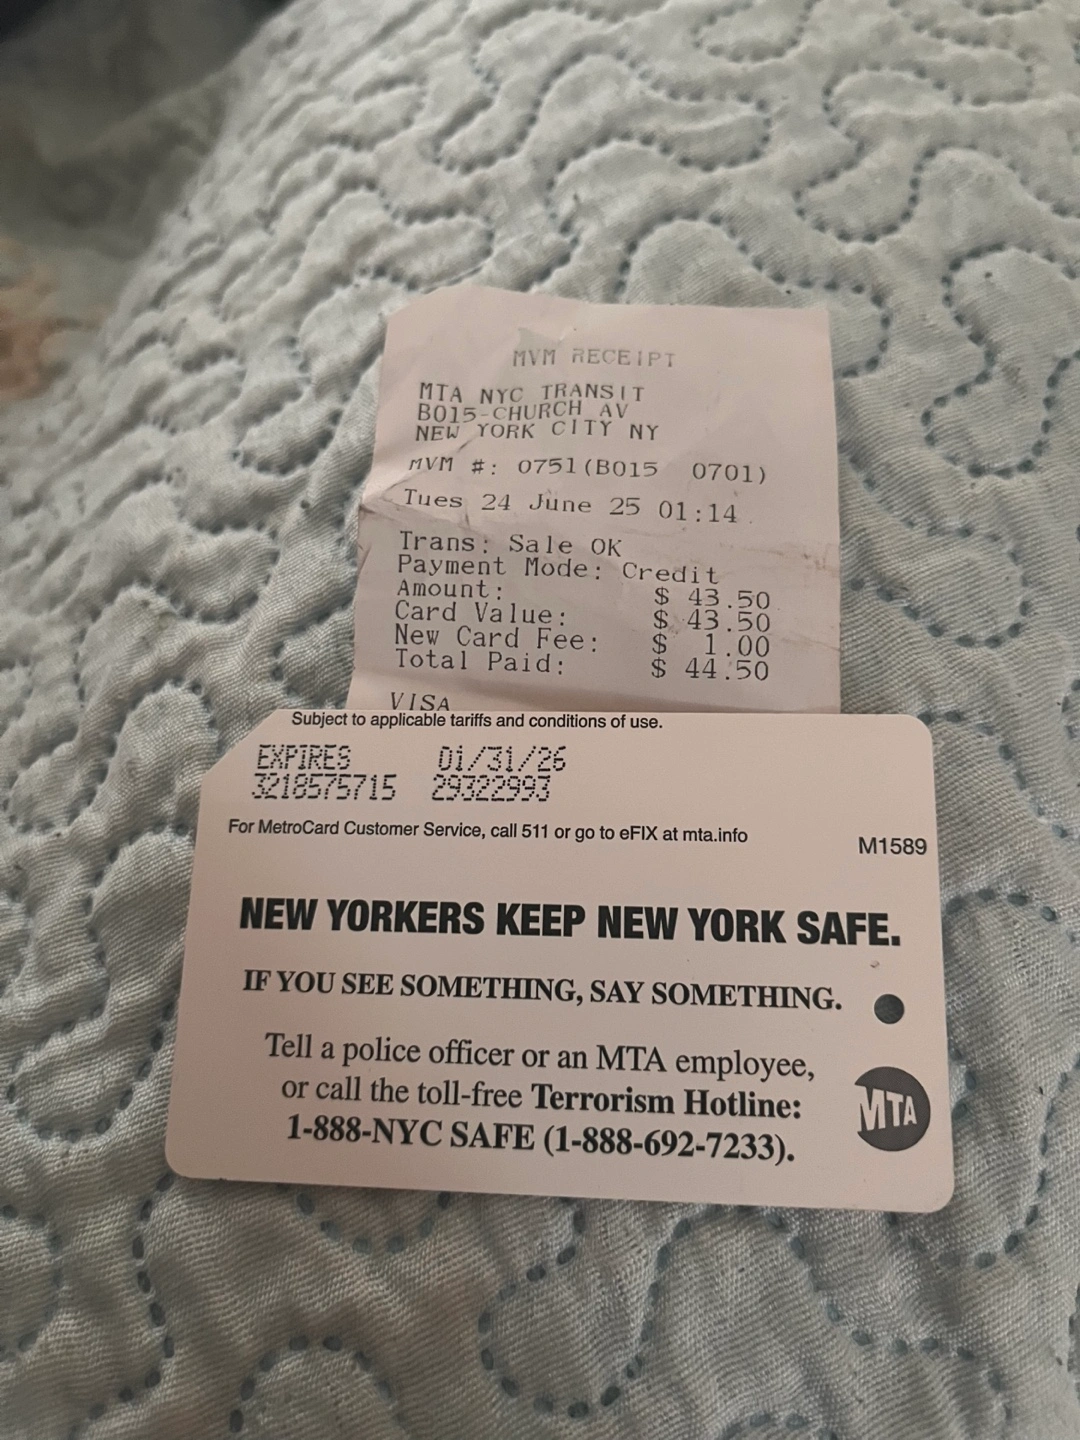 MVM RECEIPT
MTA NYC TRANSIT
B015-CHURCH AV
NEW YORK CITY NY
MVM #: 0751(B015 0701)
Tues 24 June 25 01:14
Trans: Sale OK
Payment Mode: Credit
Amount: $ 43.50
Card Value: $ 43.50
New Card Fee: $ 1.00
Total Paid: $ 44.50
VISA
Subject to applicable tariffs and conditions of use.
EXPIRES 01/31/26
3218575715 29322993
For MetroCard Customer Service, call 511 or go to eFIX at mta.info
M1589
NEW YORKERS KEEP NEW YORK SAFE.
IF YOU SEE SOMETHING, SAY SOMETHING.
Tell a police officer or an MTA employee,
or call the toll-free Terrorism Hotline:
1-888-NYC SAFE (1-888-692-7233).
MTA